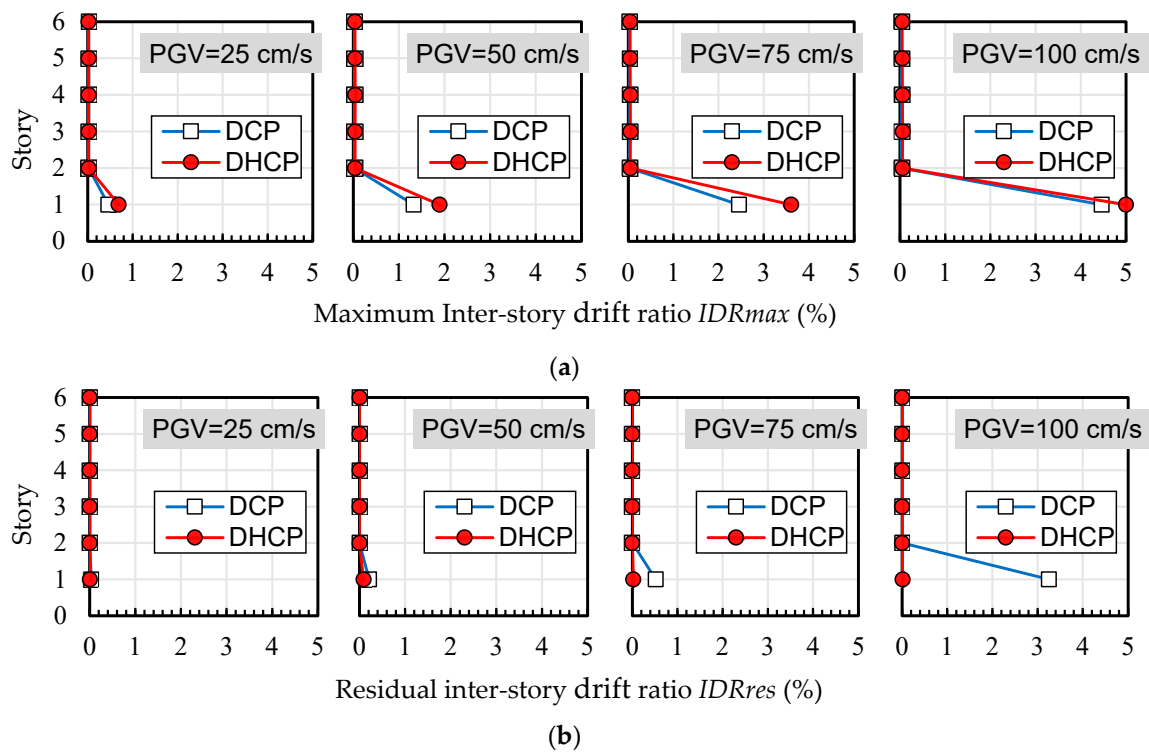 6
5
4
3
2
1
0
Story
PGV=25 cm/s
DCP
DHCP
0 1 2 3 4 5
PGV=50 cm/s
DCP
DHCP
0 1 2 3 4 5
PGV=75 cm/s
DCP
DHCP
0 1 2 3 4 5
PGV=100 cm/s
DCP
DHCP
0 1 2 3 4 5
Maximum Inter-story drift ratio IDRmax (%)
(a)
6
5
4
3
2
1
0
Story
PGV=25 cm/s
DCP
DHCP
0 1 2 3 4 5
PGV=50 cm/s
DCP
DHCP
0 1 2 3 4 5
PGV=75 cm/s
DCP
DHCP
0 1 2 3 4 5
PGV=100 cm/s
DCP
DHCP
0 1 2 3 4 5
Residual inter-story drift ratio IDRres (%)
(b)